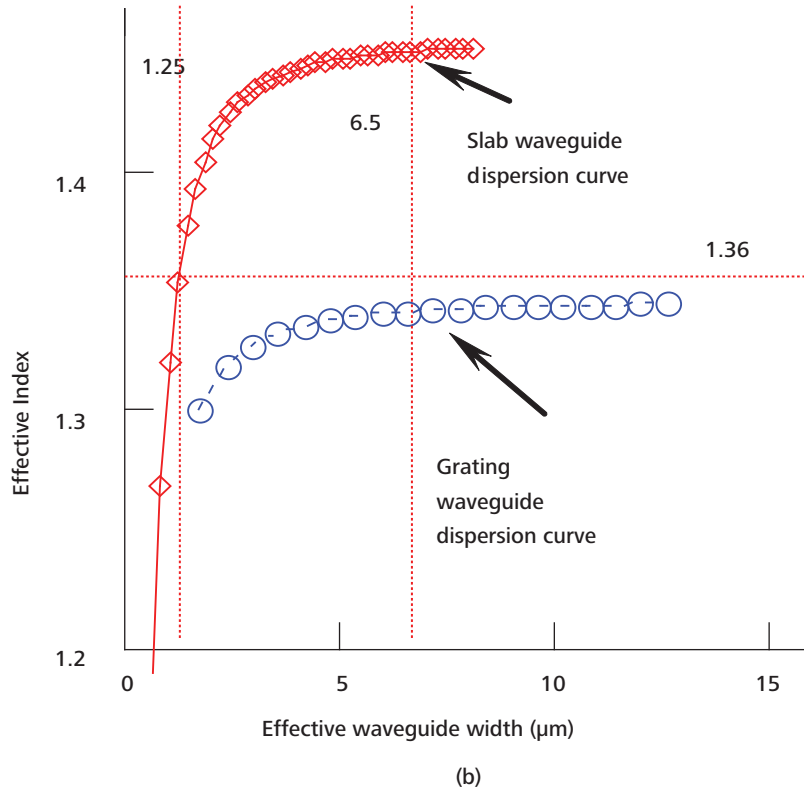 1.25
6.5
Slab waveguide
dispersion curve
1.4
1.36
1.3
Effective Index
Grating
waveguide
dispersion curve
1.2
0
5
10
15
Effective waveguide width (µm)
(b)